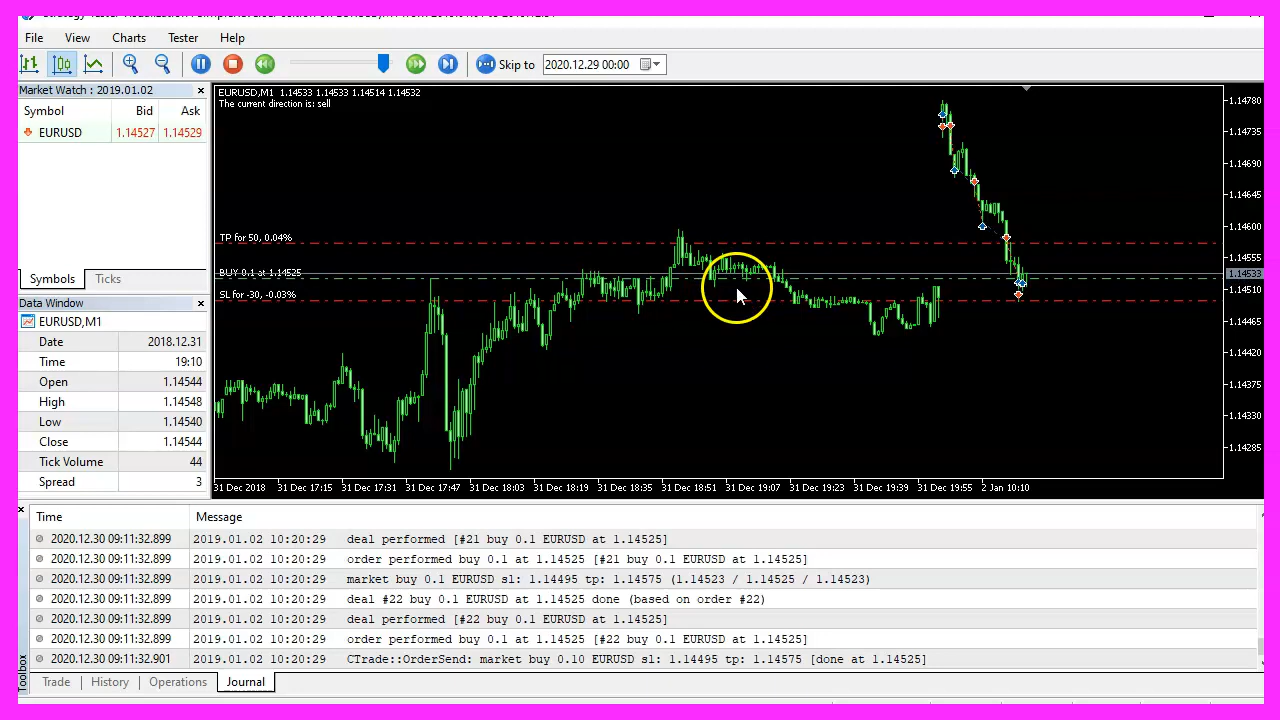 File View Charts Tester Help
Skip to 2020.12.29 00:00
Market Watch : 2019.01.02
Symbol Bid Ask
EURUSD 1.14527 1.14529
Symbols Ticks
Data Window
EURUSD,M1
Date 2018.12.31
Time 19:10
Open 1.14544
High 1.14548
Low 1.14540
Close 1.14544
Tick Volume 44
Spread 3
EURUSD,M1 1.14533 1.14533 1.14514 1.14532
The current direction is: sell
TP for 50, 0.04%
BUY 0.1 at 1.14525
SL for -30, -0.03%
1.14780
1.14735
1.14690
1.14645
1.14600
1.14555
1.14533
1.14510
1.14465
1.14420
1.14375
1.14330
1.14285
31 Dec 2018 31 Dec 17:15 31 Dec 17:31 31 Dec 17:47 31 Dec 18:03 31 Dec 18:19 31 Dec 18:35 31 Dec 18:51 31 Dec 19:07 31 Dec 19:23 31 Dec 19:39 31 Dec 19:55 2 Jan 10:10
Time Message
2020.12.30 09:11:32.899 2019.01.02 10:20:29 deal performed [#21 buy 0.1 EURUSD at 1.14525]
2020.12.30 09:11:32.899 2019.01.02 10:20:29 order performed buy 0.1 at 1.14525 [#21 buy 0.1 EURUSD at 1.14525]
2020.12.30 09:11:32.899 2019.01.02 10:20:29 market buy 0.1 EURUSD sl: 1.14495 tp: 1.14575 (1.14523 / 1.14525 / 1.14523)
2020.12.30 09:11:32.899 2019.01.02 10:20:29 deal #22 buy 0.1 EURUSD at 1.14525 done (based on order #22)
2020.12.30 09:11:32.899 2019.01.02 10:20:29 deal performed [#22 buy 0.1 EURUSD at 1.14525]
2020.12.30 09:11:32.899 2019.01.02 10:20:29 order performed buy 0.1 at 1.14525 [#22 buy 0.1 EURUSD at 1.14525]
2020.12.30 09:11:32.901 2019.01.02 10:20:29 CTrade::OrderSend: market buy 0.10 EURUSD sl: 1.14495 tp: 1.14575 [done at 1.14525]
Toolbox
Trade History Operations Journal